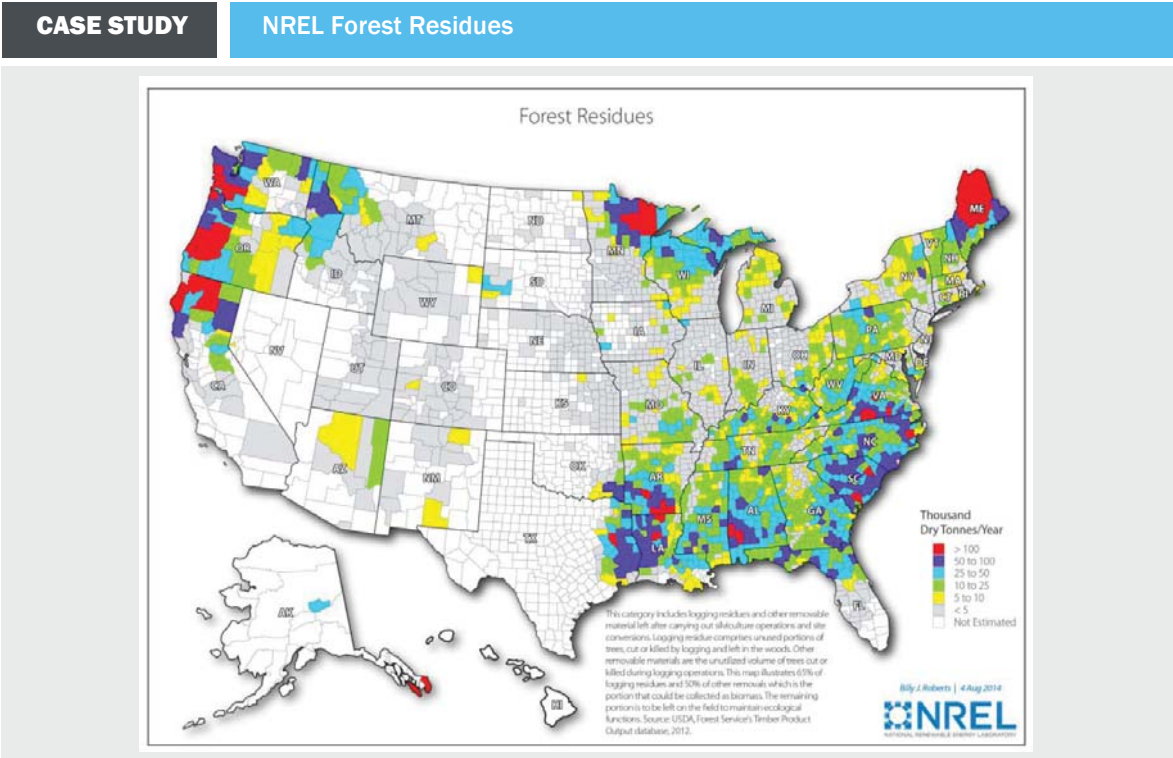 CASE STUDY
NREL Forest Residues
Forest Residues
WA
MT
ND
MN
ME
OR
ID
WY
SD
WI
MI
VT
NH
NY
MA
CT
RI
NV
UT
CO
NE
IA
IL
IN
OH
PA
NJ
MD
DE
CA
KS
MO
KY
WV
VA
AZ
NM
OK
AR
TN
NC
SC
TX
LA
MS
AL
GA
FL
AK
HI
Thousand
Dry Tonnes/Year
> 100
50 to 100
25 to 50
10 to 25
5 to 10
< 5
Not Estimated
This category includes logging residues and other removable
material left after carrying out silviculture operations and site
conversions. Logging residue comprises unused portions of
trees, cut or killed by logging and left in the woods. Other
removable materials are the unutilized volume of trees cut or
killed during logging operations. This map illustrates 65% of
logging residues and 50% of other removals which is the
portion that could be collected as biomass. The remaining
portion is to be left on the field to maintain ecological
functions. Source: USDA, Forest Service's Timber Product
Output database, 2012.
Billy J. Roberts | 4 Aug 2014
NREL
NATIONAL RENEWABLE ENERGY LABORATORY